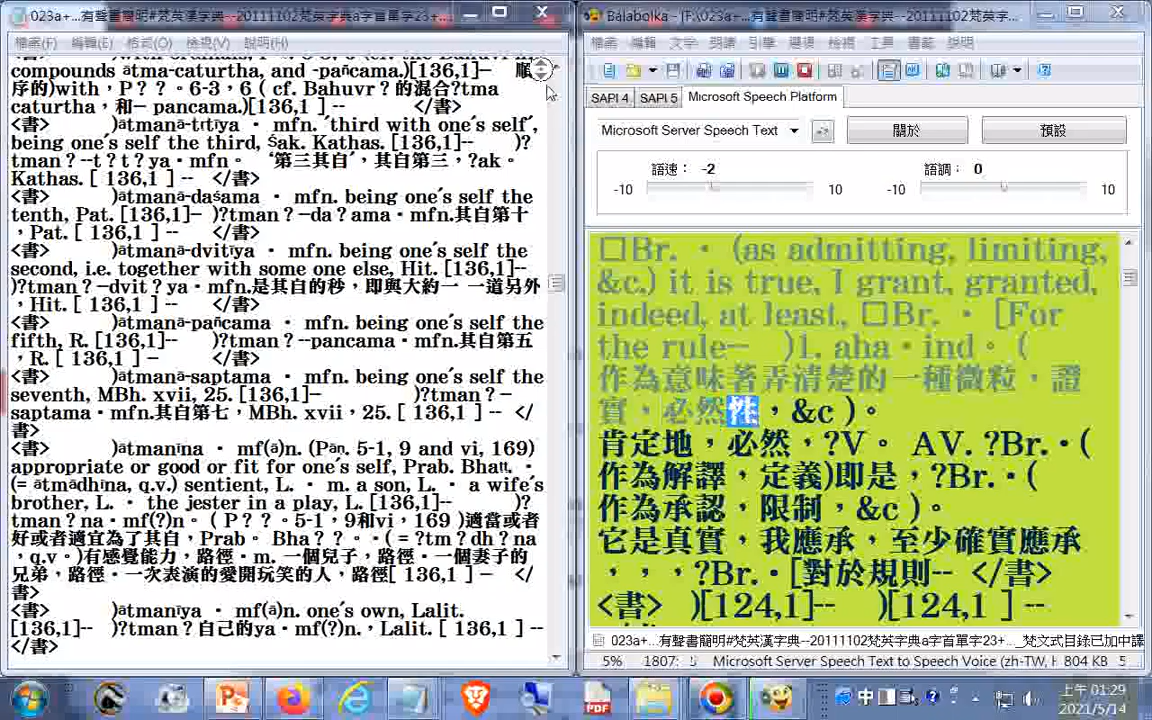 023a+...有聲書簡明#梵英漢字典--20111102梵英字典a字首單字23+...
檔案(F) 編輯(E) 格式(O) 檢視(V) 說明(H)
compounds ātma-caturtha, and -pañcama.)[136,1]-- 順
序的)with，P？？。6-3，6 ( cf. Bahuvr？的混合?tma
caturtha，和— pancama.)[136,1 ] -- </書>
<書> )ātmanā-tṛtīya • mfn. 'third with one's self',
being one's self the third, Śak. Kathas. [136,1]-- )?
tman？--t？t？ya • mfn。 '第三其自'，其自第三，?ak。
Kathas. [ 136,1 ] -- </書>
<書> )ātmanā-daśama • mfn. being one's self the
tenth, Pat. [136,1]-- )?tman？--da？ama • mfn.其自第十
，Pat. [ 136,1 ] -- </書>
<書> )ātmanā-dvitīya • mfn. being one's self the
second, i.e. together with some one else, Hit. [136,1]--
)?tman？--dvit？ya • mfn.是其自的秒，即與大約一 一道另外
，Hit. [ 136,1 ] -- </書>
<書> )ātmanā-pañcama • mfn. being one's self the
fifth, R. [136,1]-- )?tman？--pancama • mfn.其自第五
，R. [ 136,1 ] -- </書>
<書> )ātmanā-saptama • mfn. being one's self the
seventh, MBh. xvii, 25. [136,1]-- )?tman？--
saptama • mfn.其自第七，MBh. xvii，25. [ 136,1 ] -- </
書>
<書> )ātmanīna • mf(ā)n. (Pāṇ. 5-1, 9 and vi, 169)
appropriate or good or fit for one's self, Prab. Bhaṭṭ. •
(= ātmādhīna, q.v.) sentient, L. • m. a son, L. • a wife's
brother, L. • the jester in a play, L. [136,1]-- )?
tman？na • mf(?)n。 ( P？？。5-1，9和vi，169 )適當或者
好或者適宜為了其自，Prab。 Bha？？。 • ( = ?tm？dh？na
，q.v。)有感覺能力，路徑 • m. 一個兒子，路徑 • 一個妻子的
兄弟，路徑 • 一次表演的愛開玩笑的人，路徑[ 136,1 ] -- </
書>
<書> )ātmanīya • mf(ā)n. one's own, Lalit.
[136,1]-- )?tman？自己的ya • mf(?)n.，Lalit. [ 136,1 ] --
</書>
Balabolka - [F:\023a+...有聲書簡明#梵英漢字典--20111102梵英字...
檔案 編輯 文字 朗讀 引擎 選項 檢視 工具 書籤 說明
SAPI 4 SAPI 5 Microsoft Speech Platform
Microsoft Server Speech Text 關於 預設
語速： -2 語調： 0
-10 10 -10 10
□Br. • (as admitting, limiting,
&c.) it is true, I grant, granted,
indeed, at least, □Br. • [For
the rule-- )1. aha • ind。 (
作為意味著弄清楚的一種微粒，證
實，必然性，&c )。
肯定地，必然，?V。 AV. ?Br. • (
作為解譯，定義)即是，?Br. • (
作為承認，限制，&c )。
它是真實，我應承，至少確實應承
，，，?Br. • [對於規則-- </書>
<書> )[124,1]-- )[124,1 ] --
023a+...有聲書簡明#梵英漢字典--20111102梵英字典a字首單字23+..._梵文式目錄已加中譯
5% 1807: 5 Microsoft Server Speech Text to Speech Voice (zh-TW, H 804 KB 5
中
PDF
上午 01:29
2021/5/14